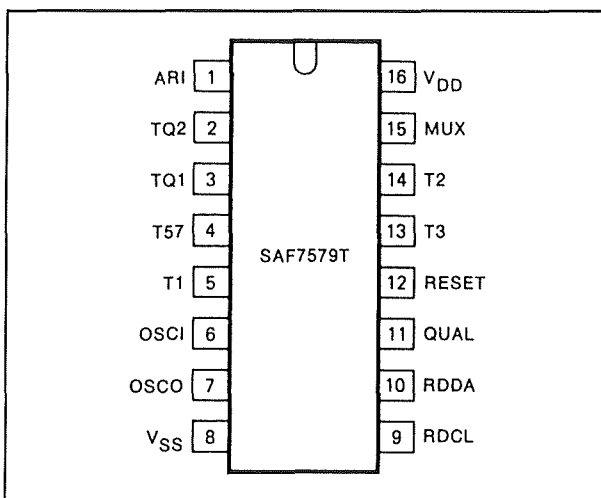 ARI 1 16 VDD
TQ2 2 15 MUX
TQ1 3 14 T2
T57 4 13 T3
SAF7579T
T1 5 12 RESET
OSCI 6 11 QUAL
OSCO 7 10 RDDA
VSS 8 9 RDCL